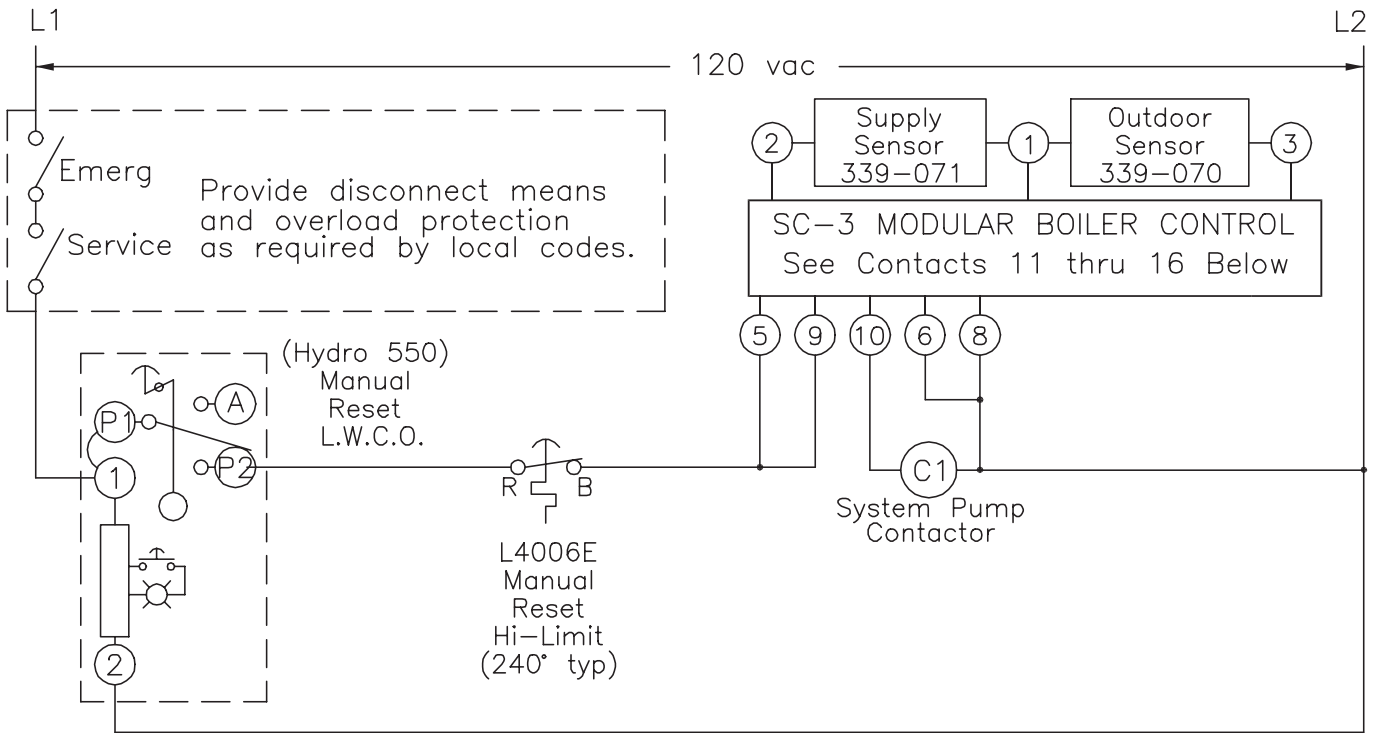 L1
L2
120 vac
Emerg
Service
Provide disconnect means
and overload protection
as required by local codes.
2
Supply
Sensor
339-071
1
Outdoor
Sensor
339-070
3
SC-3 MODULAR BOILER CONTROL
See Contacts 11 thru 16 Below
5
9
10
6
8
(Hydro 550)
Manual
Reset
L.W.C.O.
A
P1
P2
1
2
R
B
L4006E
Manual
Reset
Hi-Limit
(240° typ)
C1
System Pump
Contactor